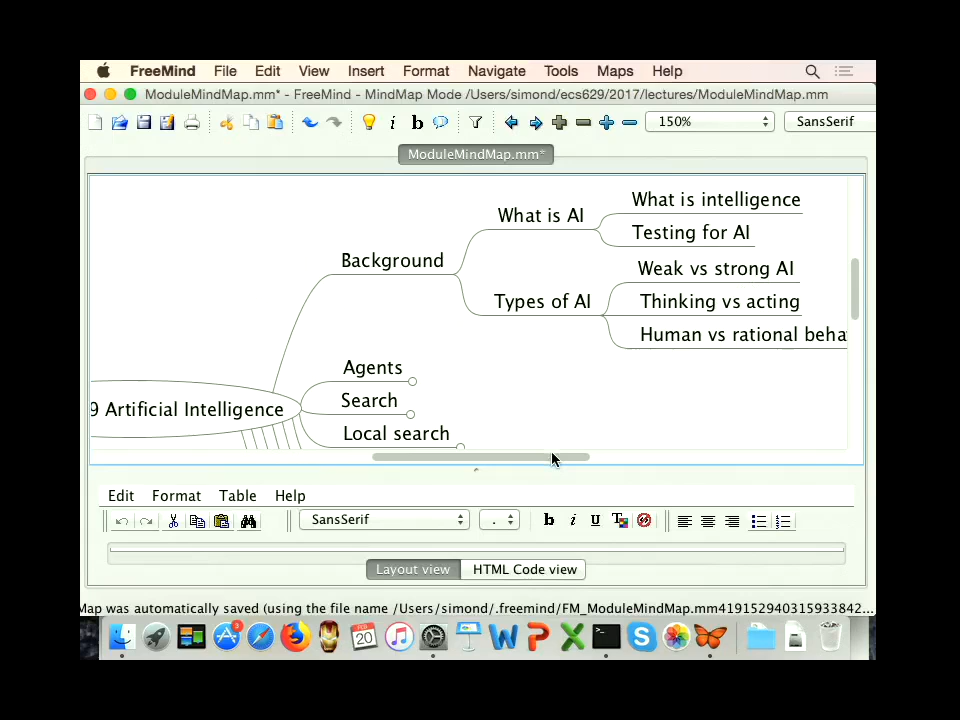 FreeMind File Edit View Insert Format Navigate Tools Maps Help
ModuleMindMap.mm* - FreeMind - MindMap Mode /Users/simond/ecs629/2017/lectures/ModuleMindMap.mm
150% SansSerif
ModuleMindMap.mm*
What is intelligence
What is AI
Testing for AI
Background
Weak vs strong AI
Types of AI
Thinking vs acting
Human vs rational beha
Agents
Search
9 Artificial Intelligence
Local search
Edit Format Table Help
SansSerif .
Layout view HTML Code view
Map was automatically saved (using the file name /Users/simond/.freemind/FM_ModuleMindMap.mm419152940315933842...
3 FEB 20